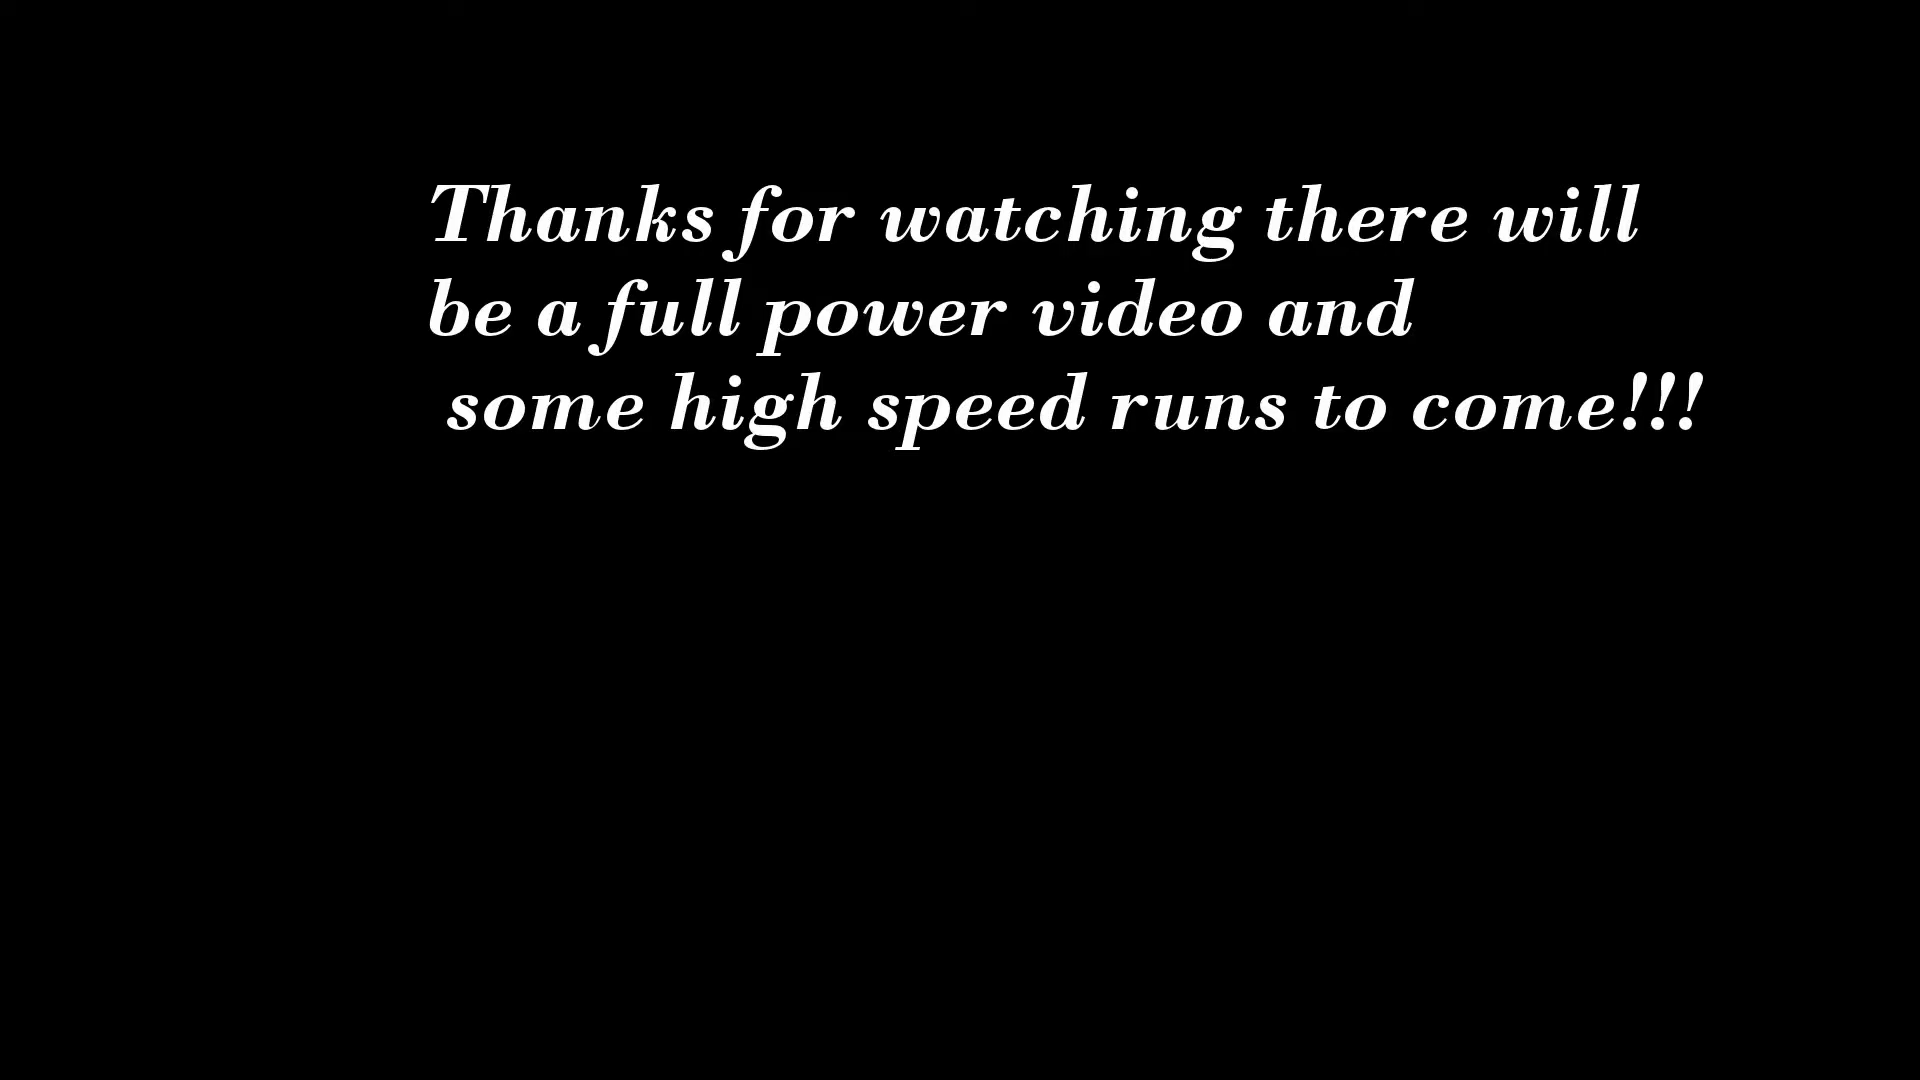 Thanks for watching there will
be a full power video and
some high speed runs to come!!!